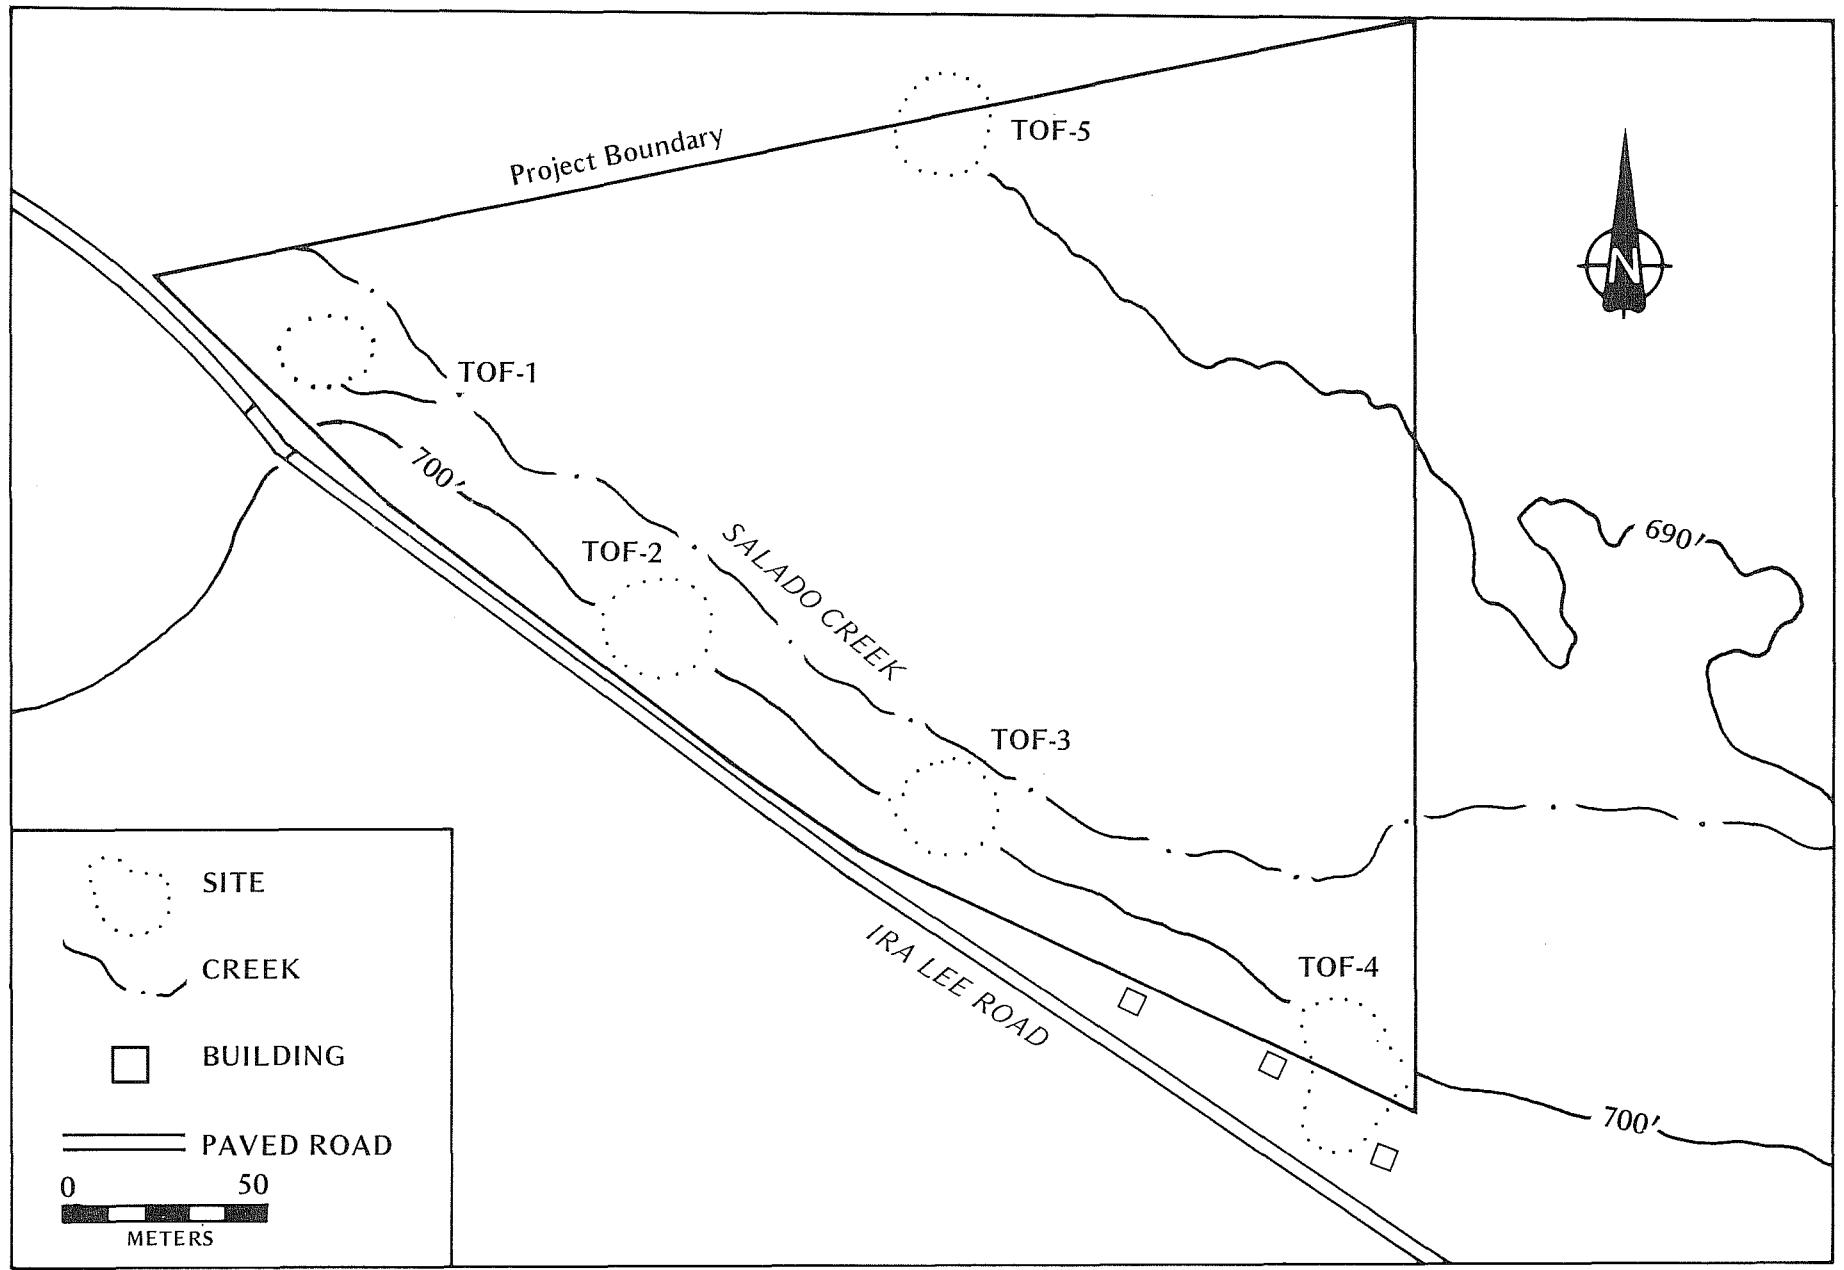 TOF-5
Project Boundary
N
TOF-1
700'
TOF-2
SALADO CREEK
690'
TOF-3
IRA LEE ROAD
TOF-4
700'
SITE
CREEK
BUILDING
PAVED ROAD
0 50
METERS